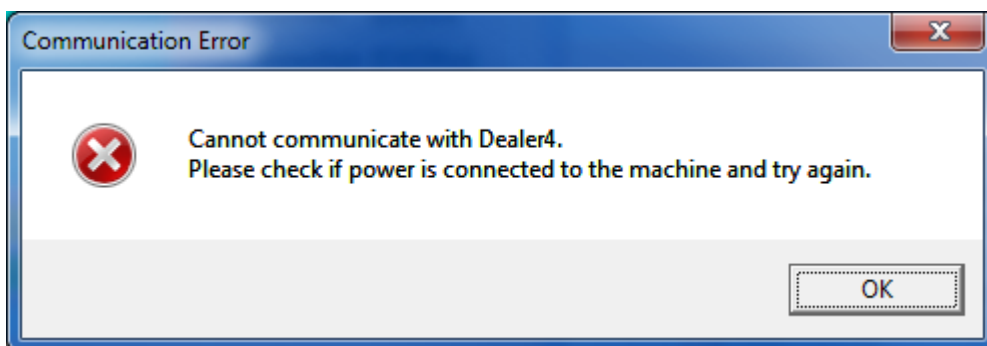 Communication Error
Cannot communicate with Dealer4.
Please check if power is connected to the machine and try again.
OK